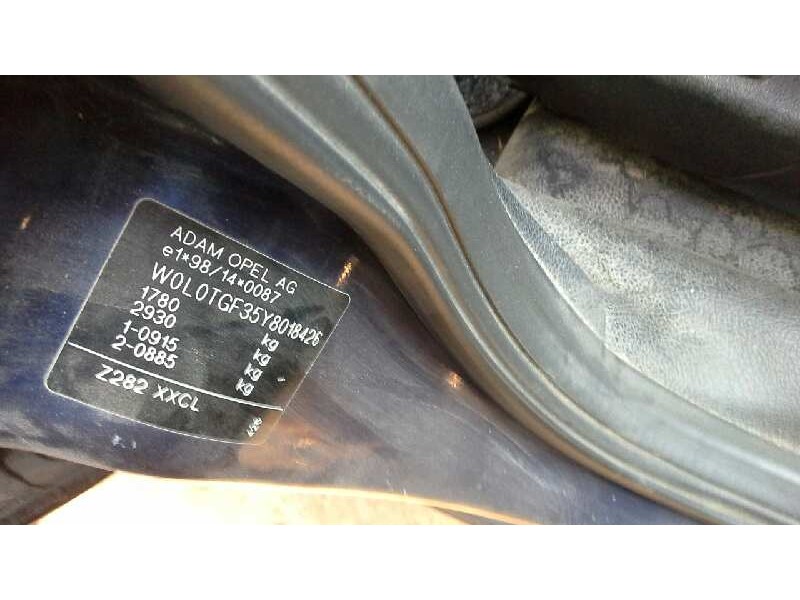 ADAM OPEL AG
e1*98/14*0087
W0L0TGF35Y8018426
1780 kg
2930 kg
1-0915 kg
2-0885 kg
Z282 XXCL